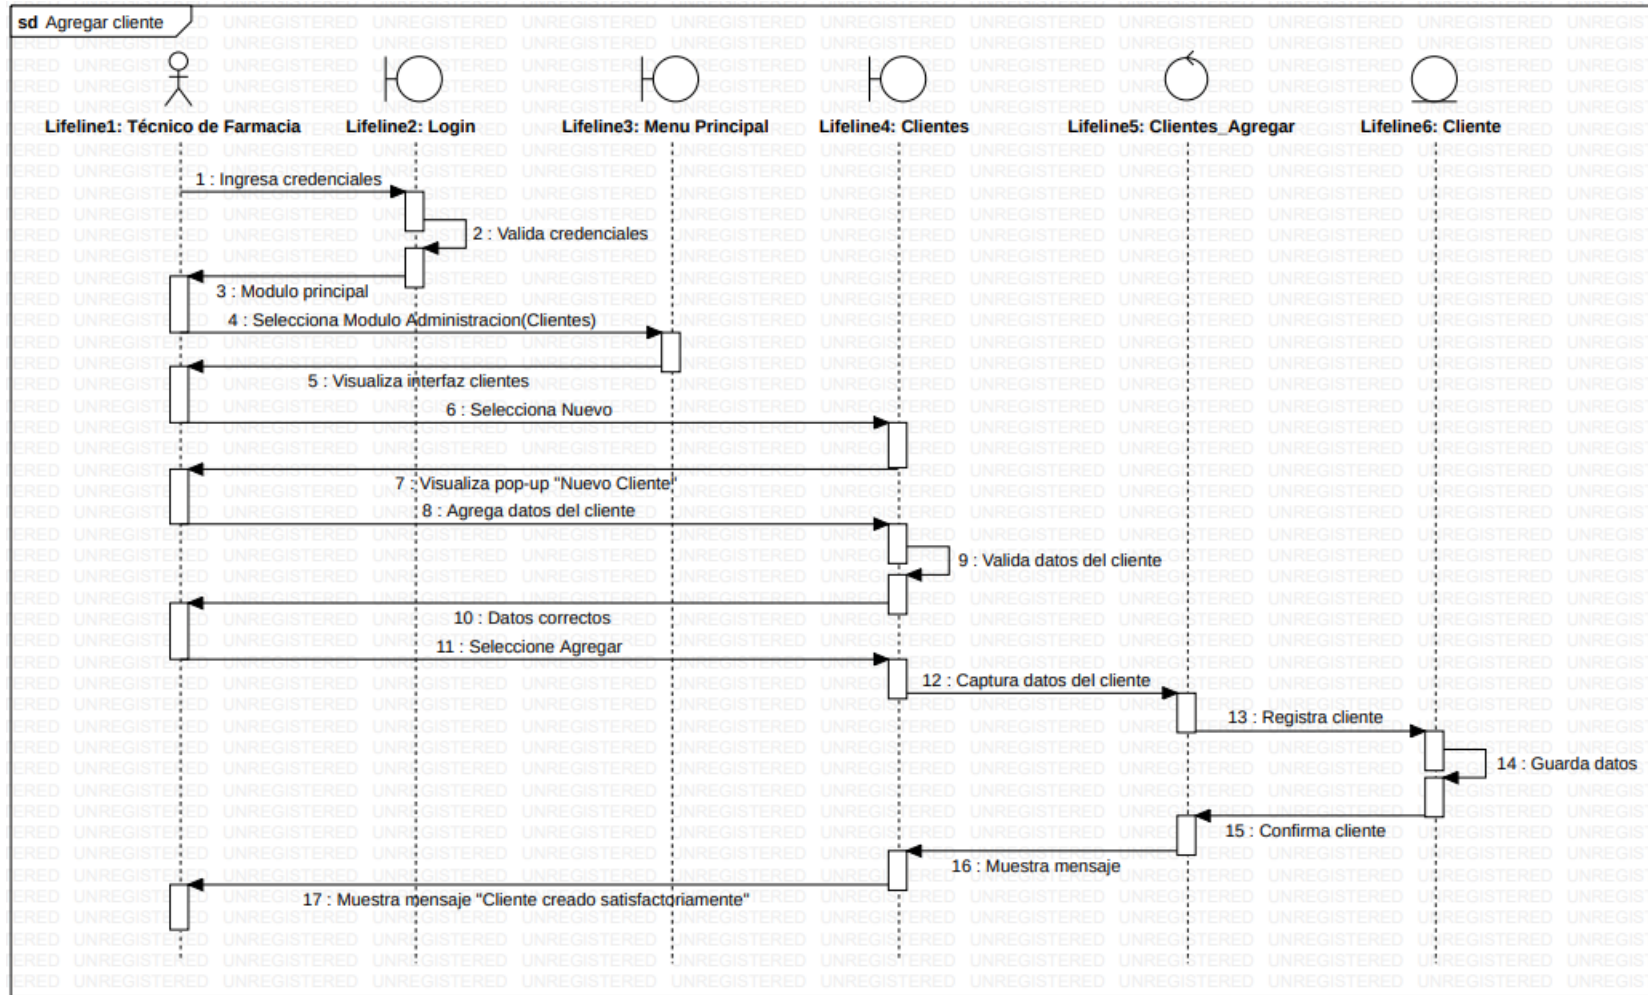 sd Agregar cliente
Lifeline1: Técnico de Farmacia
Lifeline2: Login
Lifeline3: Menu Principal
Lifeline4: Clientes
Lifeline5: Clientes_Agregar
Lifeline6: Cliente
1 : Ingresa credenciales
2 : Valida credenciales
3 : Modulo principal
4 : Selecciona Modulo Administracion(Clientes)
5 : Visualiza interfaz clientes
6 : Selecciona Nuevo
7 : Visualiza pop-up "Nuevo Cliente"
8 : Agrega datos del cliente
9 : Valida datos del cliente
10 : Datos correctos
11 : Seleccione Agregar
12 : Captura datos del cliente
13 : Registra cliente
14 : Guarda datos
15 : Confirma cliente
16 : Muestra mensaje
17 : Muestra mensaje "Cliente creado satisfactoriamente"
UNREGISTERED